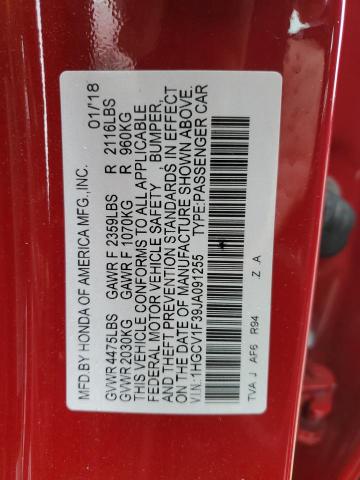 MFD.BY HONDA OF AMERICA MFG.,INC. 01/18
GVWR 4475LBS GAWR F 2359LBS R 2116LBS
GVWR 2030KG GAWR F 1070KG R 960KG
THIS VEHICLE CONFORMS TO ALL APPLICABLE
FEDERAL MOTOR VEHICLE SAFETY , BUMPER,
AND THEFT PREVENTION STANDARDS IN EFFECT
ON THE DATE OF MANUFACTURE SHOWN ABOVE.
V.I.N:1HGCV1F39JA091255 TYPE:PASSENGER CAR
TVA J AF6 R94 .Z .A